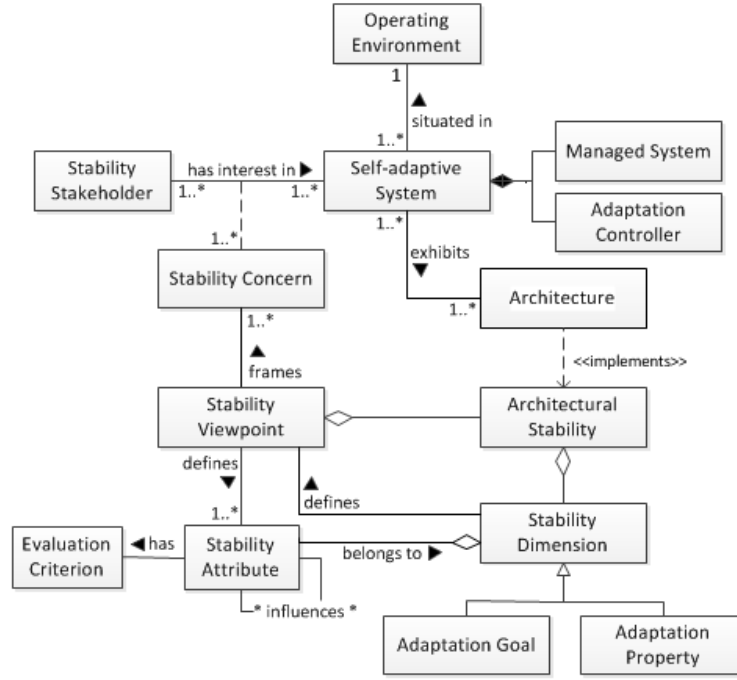 Operating
Environment
1
situated in
1..*
Stability
Stakeholder
has interest in
1..*
1..*
Self-adaptive
System
Managed System
Adaptation
Controller
1..*
1..*
exhibits
Stability Concern
Architecture
1..*
1..*
<<implements>>
frames
Stability
Viewpoint
Architectural
Stability
defines
defines
1..*
Evaluation
Criterion
has
Stability
Attribute
belongs to
Stability
Dimension
* influences *
Adaptation Goal
Adaptation
Property